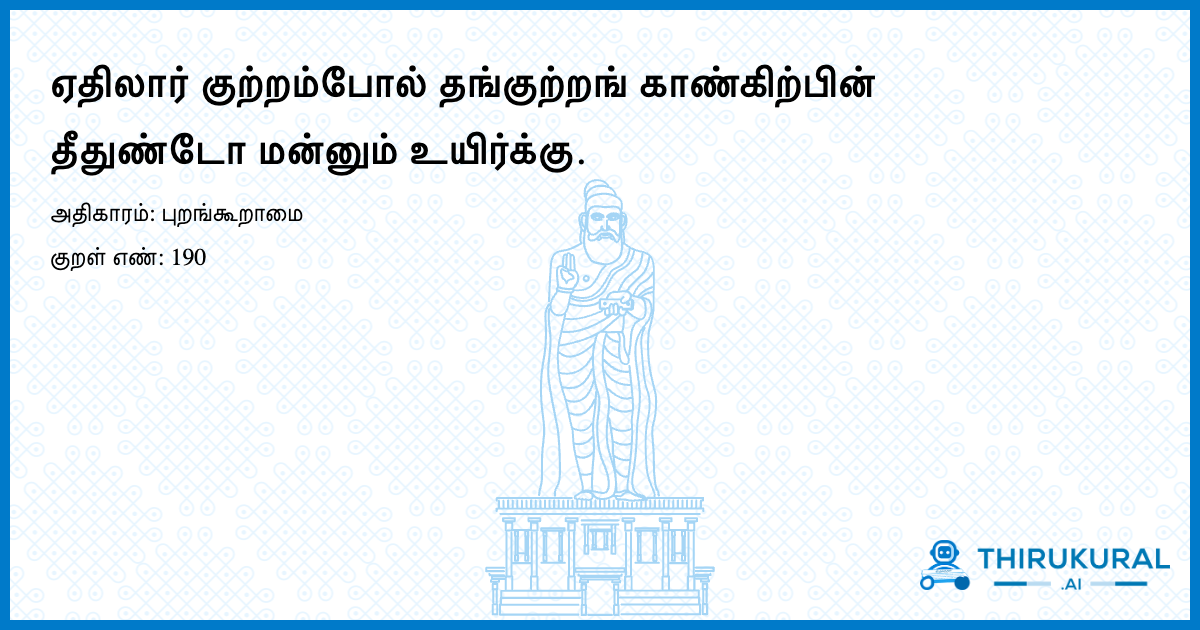 ஏதிலார் குற்றம்போல் தங்குற்றங் காண்கிற்பின்
தீதுண்டோ மன்னும் உயிர்க்கு.
அதிகாரம்: புறங்கூறாமை
குறள் எண்: 190
THIRUKURAL
.AI